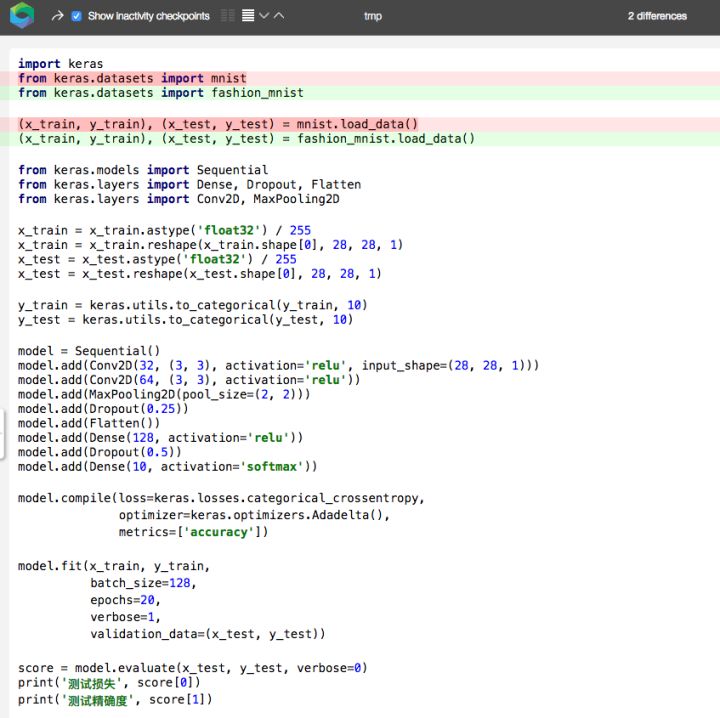 Show inactivity checkpoints
tmp
2 differences
import keras
from keras.datasets import mnist
from keras.datasets import fashion_mnist
(x_train, y_train), (x_test, y_test) = mnist.load_data()
(x_train, y_train), (x_test, y_test) = fashion_mnist.load_data()
from keras.models import Sequential
from keras.layers import Dense, Dropout, Flatten
from keras.layers import Conv2D, MaxPooling2D
x_train = x_train.astype('float32') / 255
x_train = x_train.reshape(x_train.shape[0], 28, 28, 1)
x_test = x_test.astype('float32') / 255
x_test = x_test.reshape(x_test.shape[0], 28, 28, 1)
y_train = keras.utils.to_categorical(y_train, 10)
y_test = keras.utils.to_categorical(y_test, 10)
model = Sequential()
model.add(Conv2D(32, (3, 3), activation='relu', input_shape=(28, 28, 1)))
model.add(Conv2D(64, (3, 3), activation='relu'))
model.add(MaxPooling2D(pool_size=(2, 2)))
model.add(Dropout(0.25))
model.add(Flatten())
model.add(Dense(128, activation='relu'))
model.add(Dropout(0.5))
model.add(Dense(10, activation='softmax'))
model.compile(loss=keras.losses.categorical_crossentropy,
optimizer=keras.optimizers.Adadelta(),
metrics=['accuracy'])
model.fit(x_train, y_train,
batch_size=128,
epochs=20,
verbose=1,
validation_data=(x_test, y_test))
score = model.evaluate(x_test, y_test, verbose=0)
print('测试损失', score[0])
print('测试精确度', score[1])